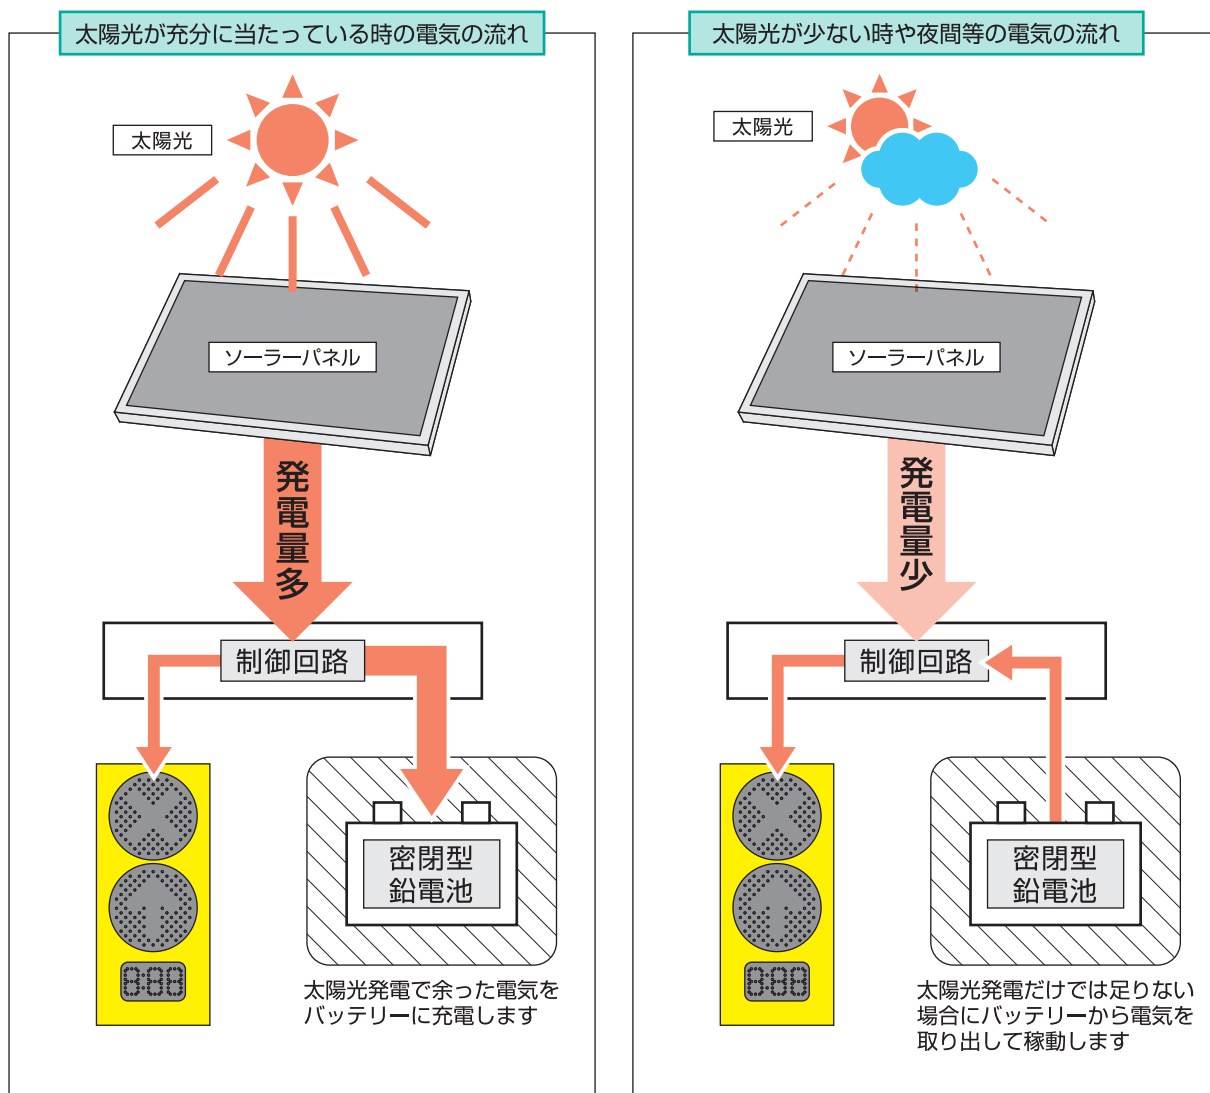 太陽光が充分に当たっている時の電気の流れ
太陽光
ソーラーパネル
発電量多
制御回路
密閉型
鉛電池
太陽光発電で余った電気を
バッテリーに充電します
太陽光が少ない時や夜間等の電気の流れ
太陽光
ソーラーパネル
発電量少
制御回路
密閉型
鉛電池
太陽光発電だけでは足りない
場合にバッテリーから電気を
取り出して稼動します